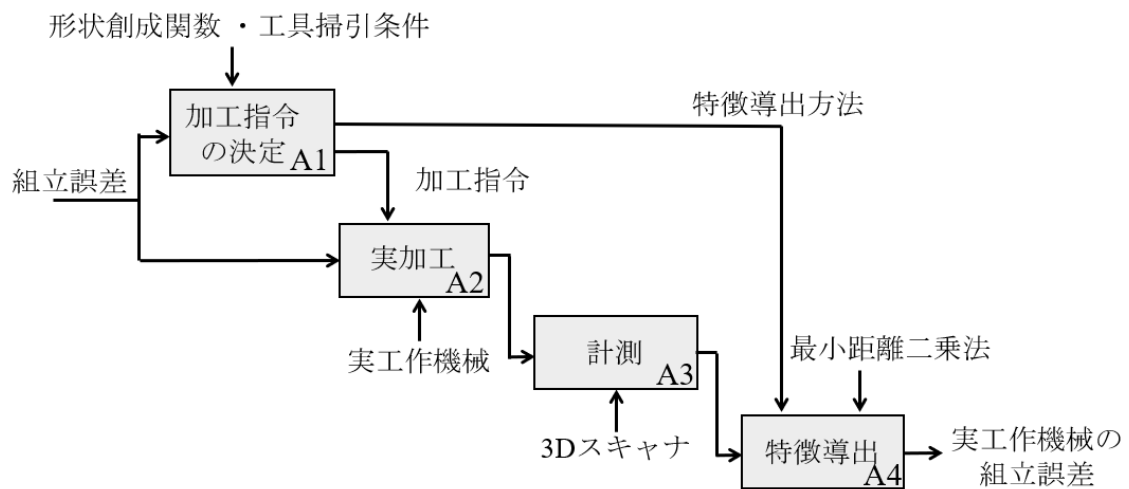 形状創成関数 ・工具掃引条件
加工指令
の決定
A1
特徴導出方法
組立誤差
加工指令
実加工
A2
実工作機械
計測
A3
最小距離二乗法
3Dスキャナ
特徴導出
A4
実工作機械の
組立誤差